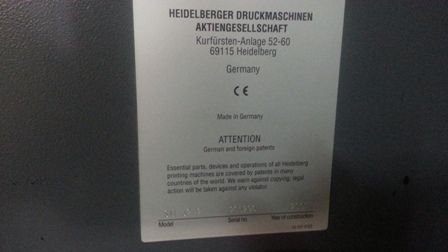 HEIDELBERGER DRUCKMASCHINEN
AKTIENGESELLSCHAFT
Kurfürsten-Anlage 52-60
69115 Heidelberg
Germany
CE
Made in Germany
ATTENTION
German and foreign patents
Essential parts, devices and operations of all Heidelberg
printing machines are covered by patents in many
countries of the world. We warn against copying; legal
action will be taken against any violator.
Model Serial no. Year of construction